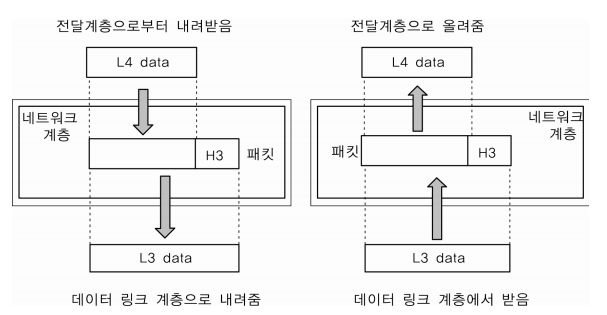 전달계층으로부터 내려받음
L4 data
네트워크
계층
H3
패킷
L3 data
데이터 링크 계층으로 내려줌
전달계층으로 올려줌
L4 data
네트워크
계층
패킷
H3
L3 data
데이터 링크 계층에서 받음